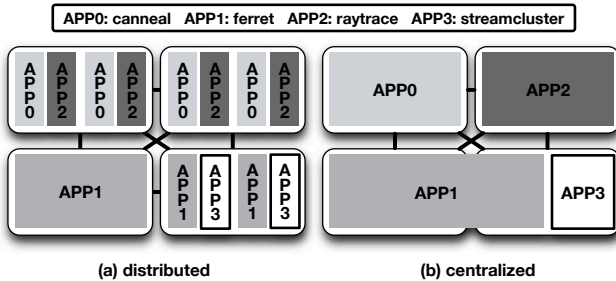 APP0: canneal APP1: ferret APP2: raytrace APP3: streamcluster
APP0 APP2 APP0 APP2 APP0 APP2 APP0 APP2
APP0 APP2
APP1 APP1 APP3 APP1 APP3
APP1 APP3
(a) distributed (b) centralized